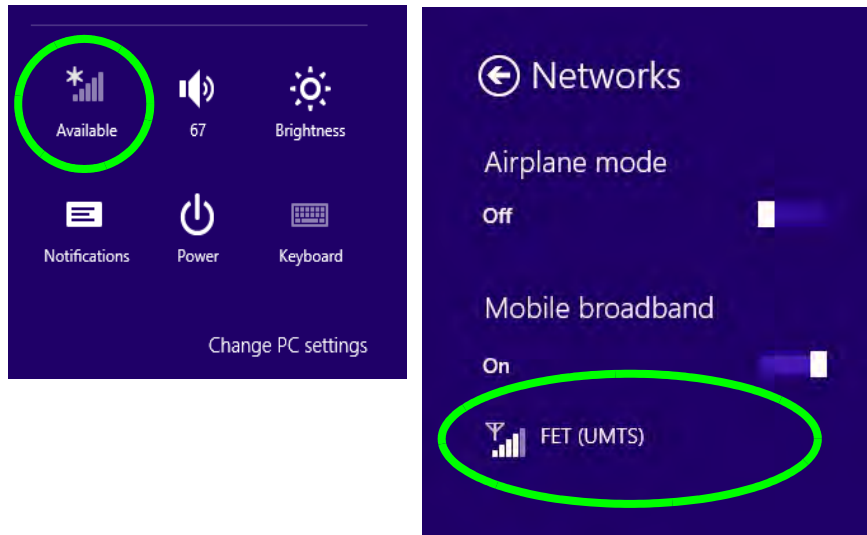 Available
67
Brightness
Notifications
Power
Keyboard
Change PC settings
Networks
Airplane mode
Off
Mobile broadband
On
FET (UMTS)